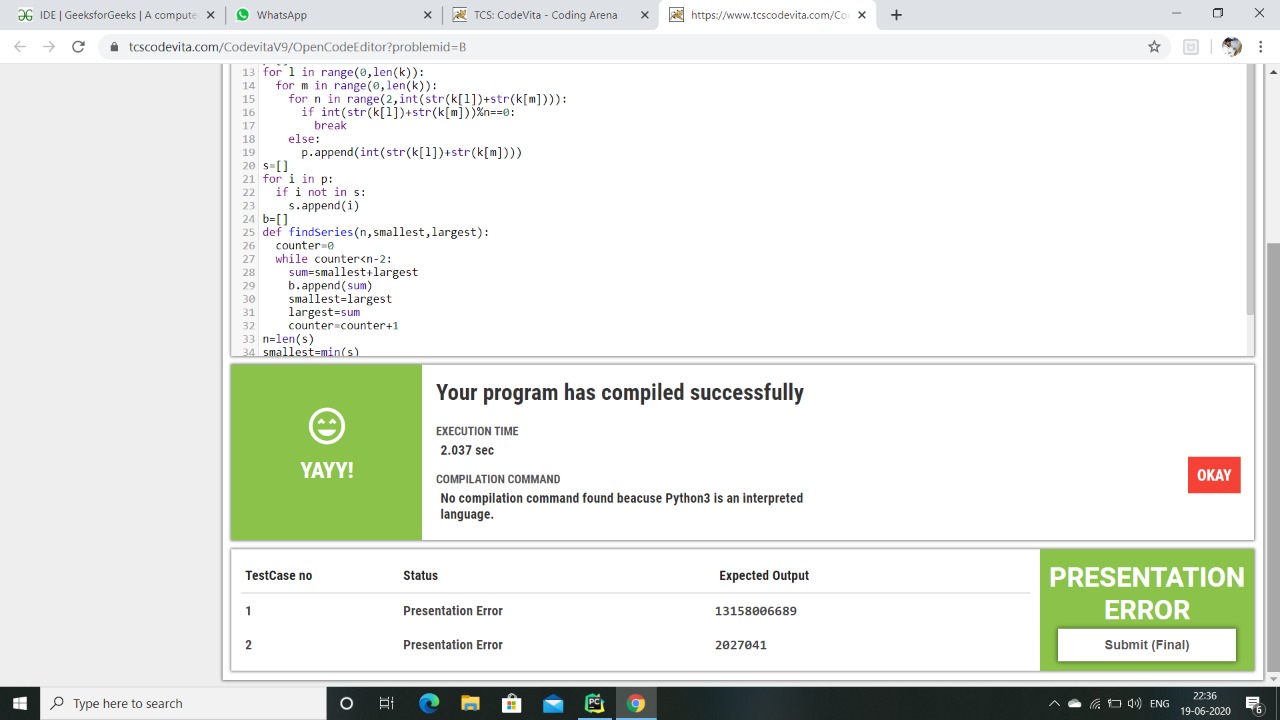 IDE | GeeksforGeeks | A compute
WhatsApp
TCS: CodeVita - Coding Arena
https://www.tcscodevita.com/Co
tcscodevita.com/CodevitaV9/OpenCodeEditor?problemid=B
13 for l in range(0,len(k)):
14 for m in range(0,len(k)):
15 for n in range(2,int(str(k[l])+str(k[m]))):
16 if int(str(k[l])+str(k[m]))%n==0:
17 break
18 else:
19 p.append(int(str(k[l])+str(k[m])))
20 s=[]
21 for i in p:
22 if i not in s:
23 s.append(i)
24 b=[]
25 def findSeries(n,smallest,largest):
26 counter=0
27 while counter<n-2:
28 sum=smallest+largest
29 b.append(sum)
30 smallest=largest
31 largest=sum
32 counter=counter+1
33 n=len(s)
34 smallest=min(s)
YAYY!
Your program has compiled successfully
EXECUTION TIME
2.037 sec
COMPILATION COMMAND
No compilation command found beacuse Python3 is an interpreted
language.
OKAY
TestCase no Status Expected Output
1 Presentation Error 13158006689
2 Presentation Error 2027041
PRESENTATION
ERROR
Submit (Final)
Type here to search
PC
ENG
22:36
19-06-2020
6